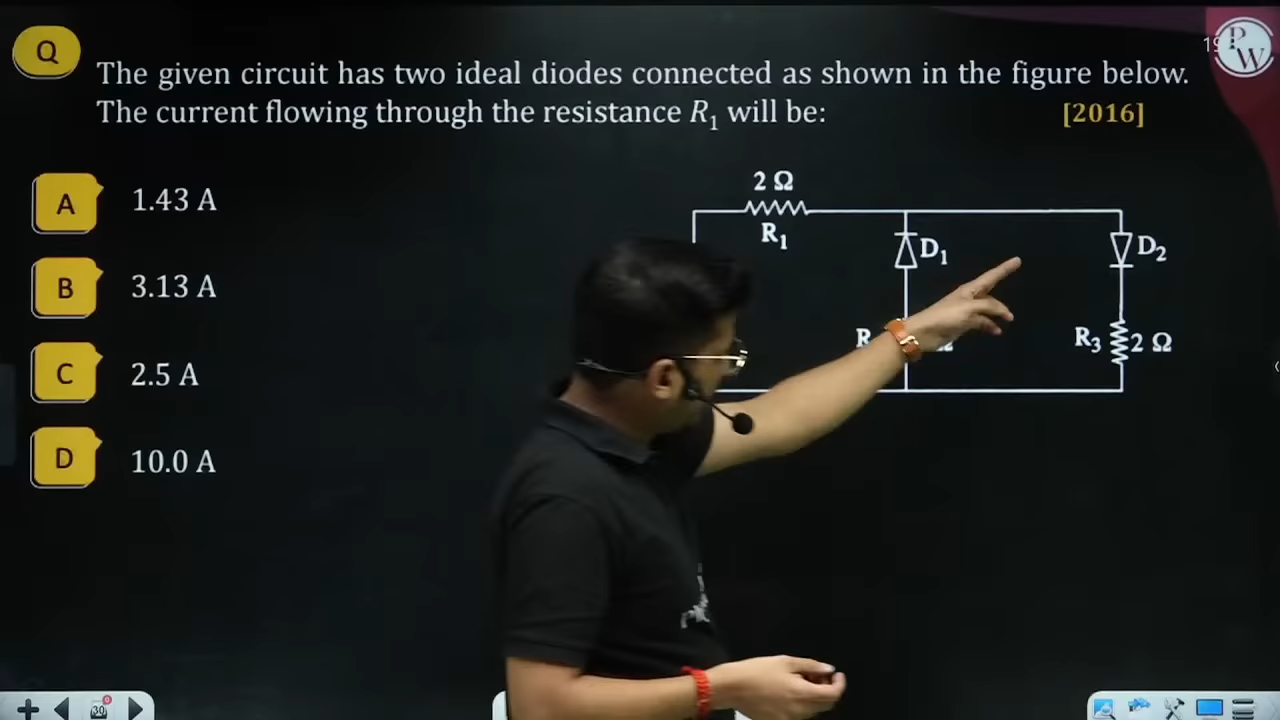 Q
The given circuit has two ideal diodes connected as shown in the figure below.
The current flowing through the resistance R₁ will be: [2016]
A 1.43 A
B 3.13 A
C 2.5 A
D 10.0 A
2 Ω
R₁
D₁
D₂
R
R₃ 2 Ω
PW
30